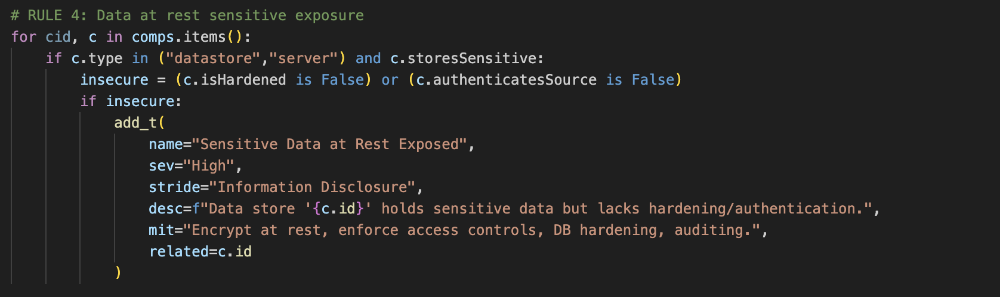 # RULE 4: Data at rest sensitive exposure
for cid, c in comps.items():
    if c.type in ("datastore","server") and c.storesSensitive:
        insecure = (c.isHardened is False) or (c.authenticatesSource is False)
        if insecure:
            add_t(
                name="Sensitive Data at Rest Exposed",
                sev="High",
                stride="Information Disclosure",
                desc=f"Data store '{c.id}' holds sensitive data but lacks hardening/authentication.",
                mit="Encrypt at rest, enforce access controls, DB hardening, auditing.",
                related=c.id
            )